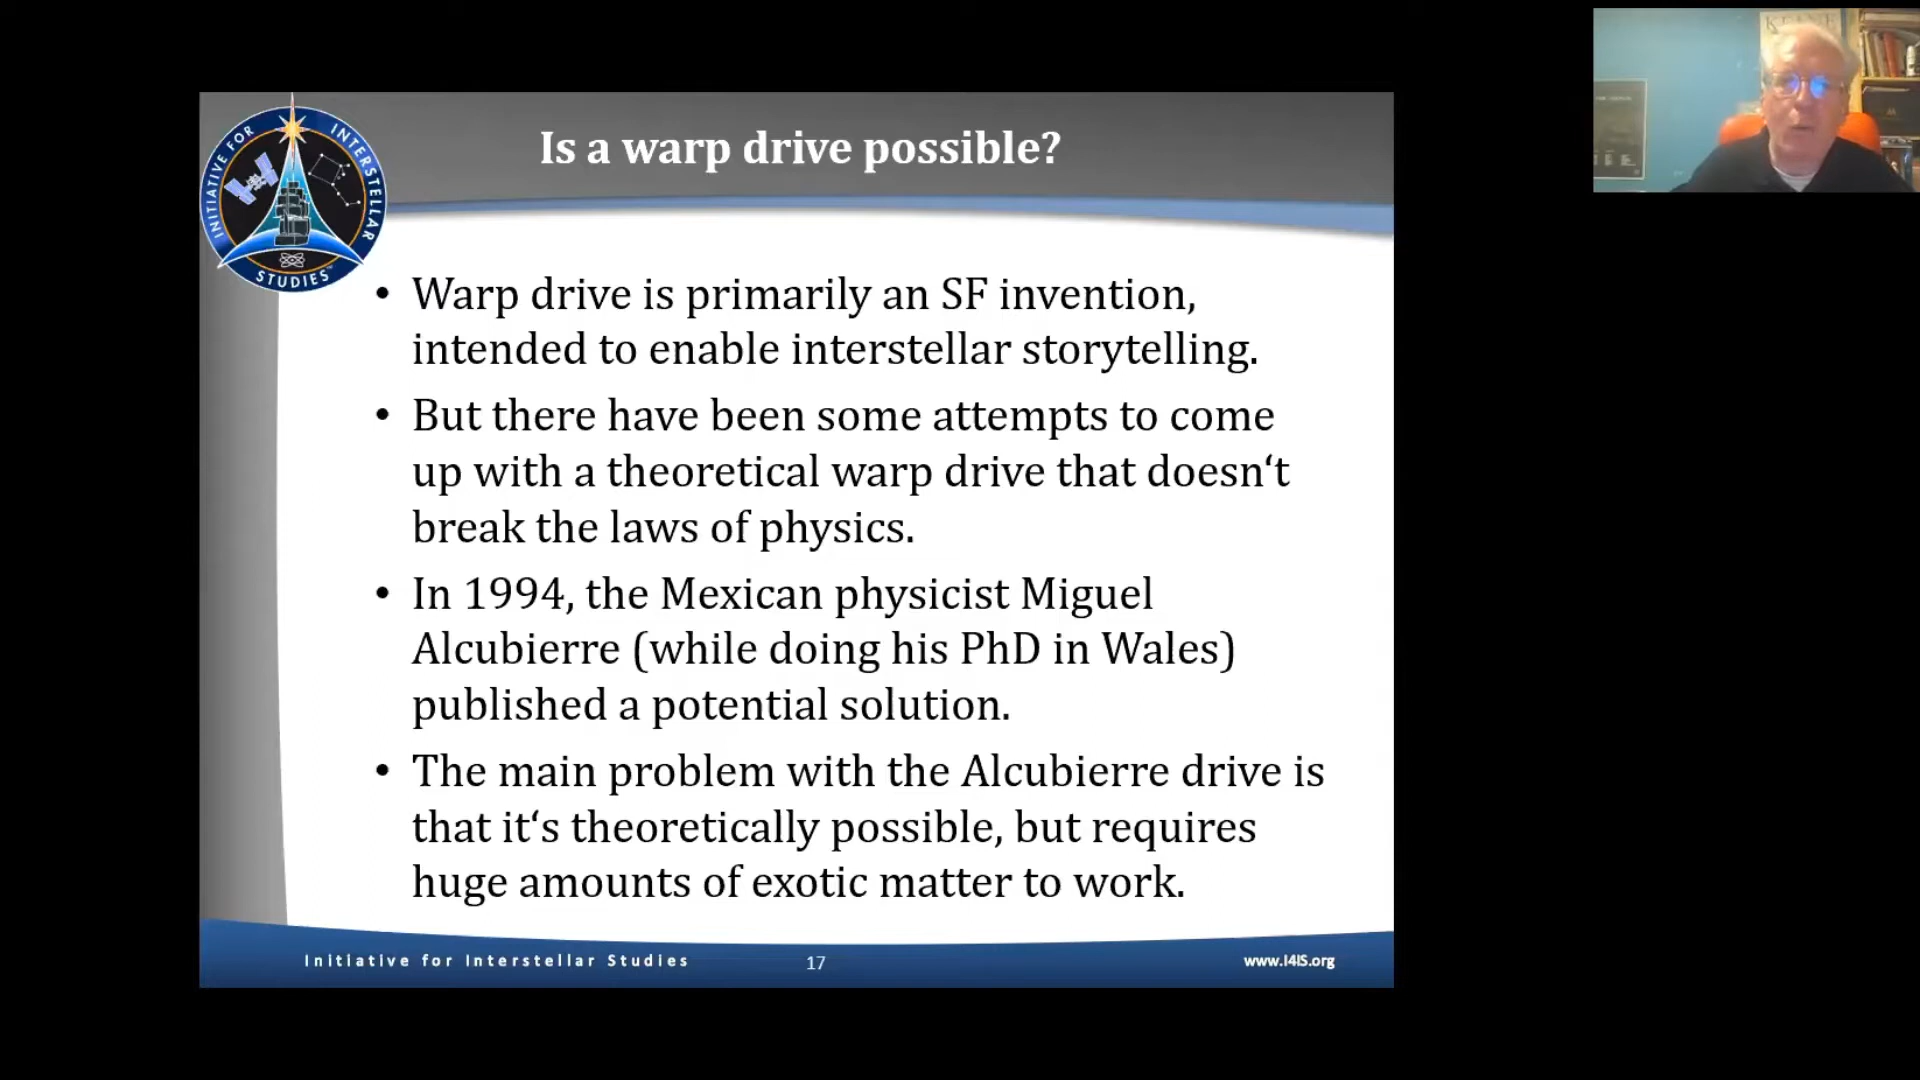 Is a warp drive possible?
INITIATIVE FOR INTERSTELLAR
STUDIES™
• Warp drive is primarily an SF invention,
intended to enable interstellar storytelling.
• But there have been some attempts to come
up with a theoretical warp drive that doesn‘t
break the laws of physics.
• In 1994, the Mexican physicist Miguel
Alcubierre (while doing his PhD in Wales)
published a potential solution.
• The main problem with the Alcubierre drive is
that it‘s theoretically possible, but requires
huge amounts of exotic matter to work.
Initiative for Interstellar Studies
17
www.I4IS.org